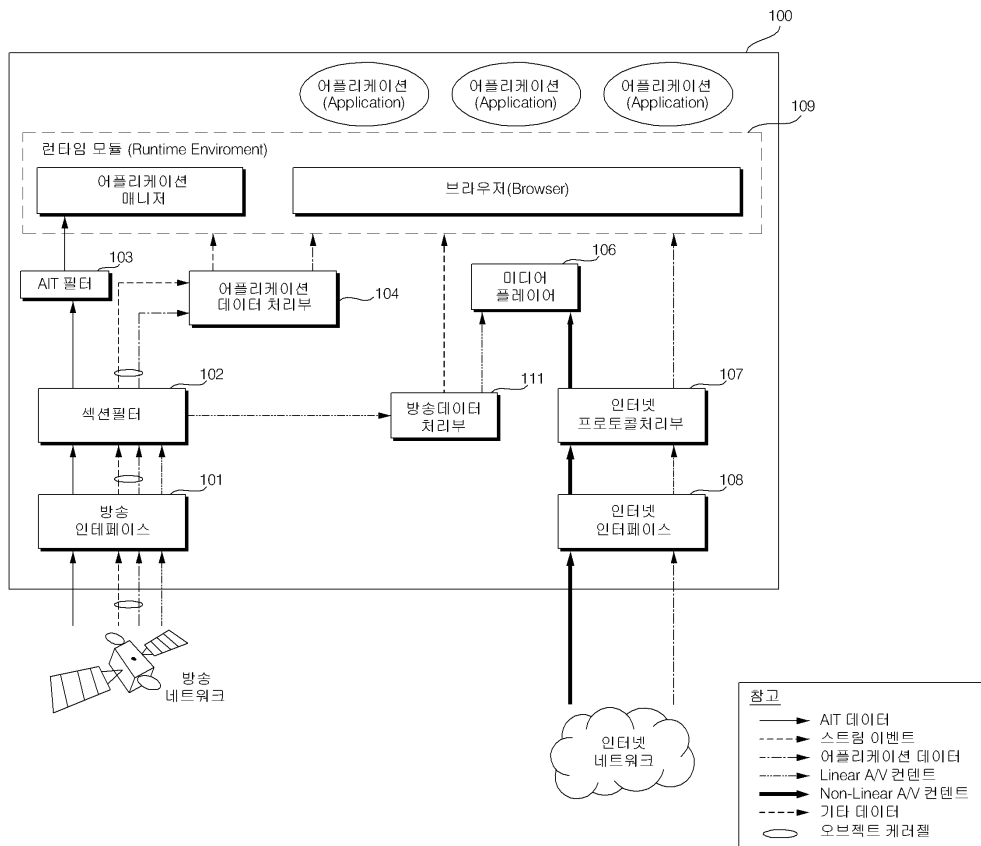 100
어플리케이션
(Application)
어플리케이션
(Application)
어플리케이션
(Application)
109
런타임 모듈 (Runtime Enviroment)
어플리케이션
매니저
브라우저(Browser)
103
AIT 필터
어플리케이션
데이터 처리부
104
106
미디어
플레이어
102
섹션필터
111
방송데이터
처리부
107
인터넷
프로토콜처리부
101
방송
인테페이스
108
인터넷
인터페이스
방송
네트워크
인터넷
네트워크
참고
AIT 데이터
스트림 이벤트
어플리케이션 데이터
Linear A/V 컨텐트
Non-Linear A/V 컨텐트
기타 데이터
오브젝트 케러젤